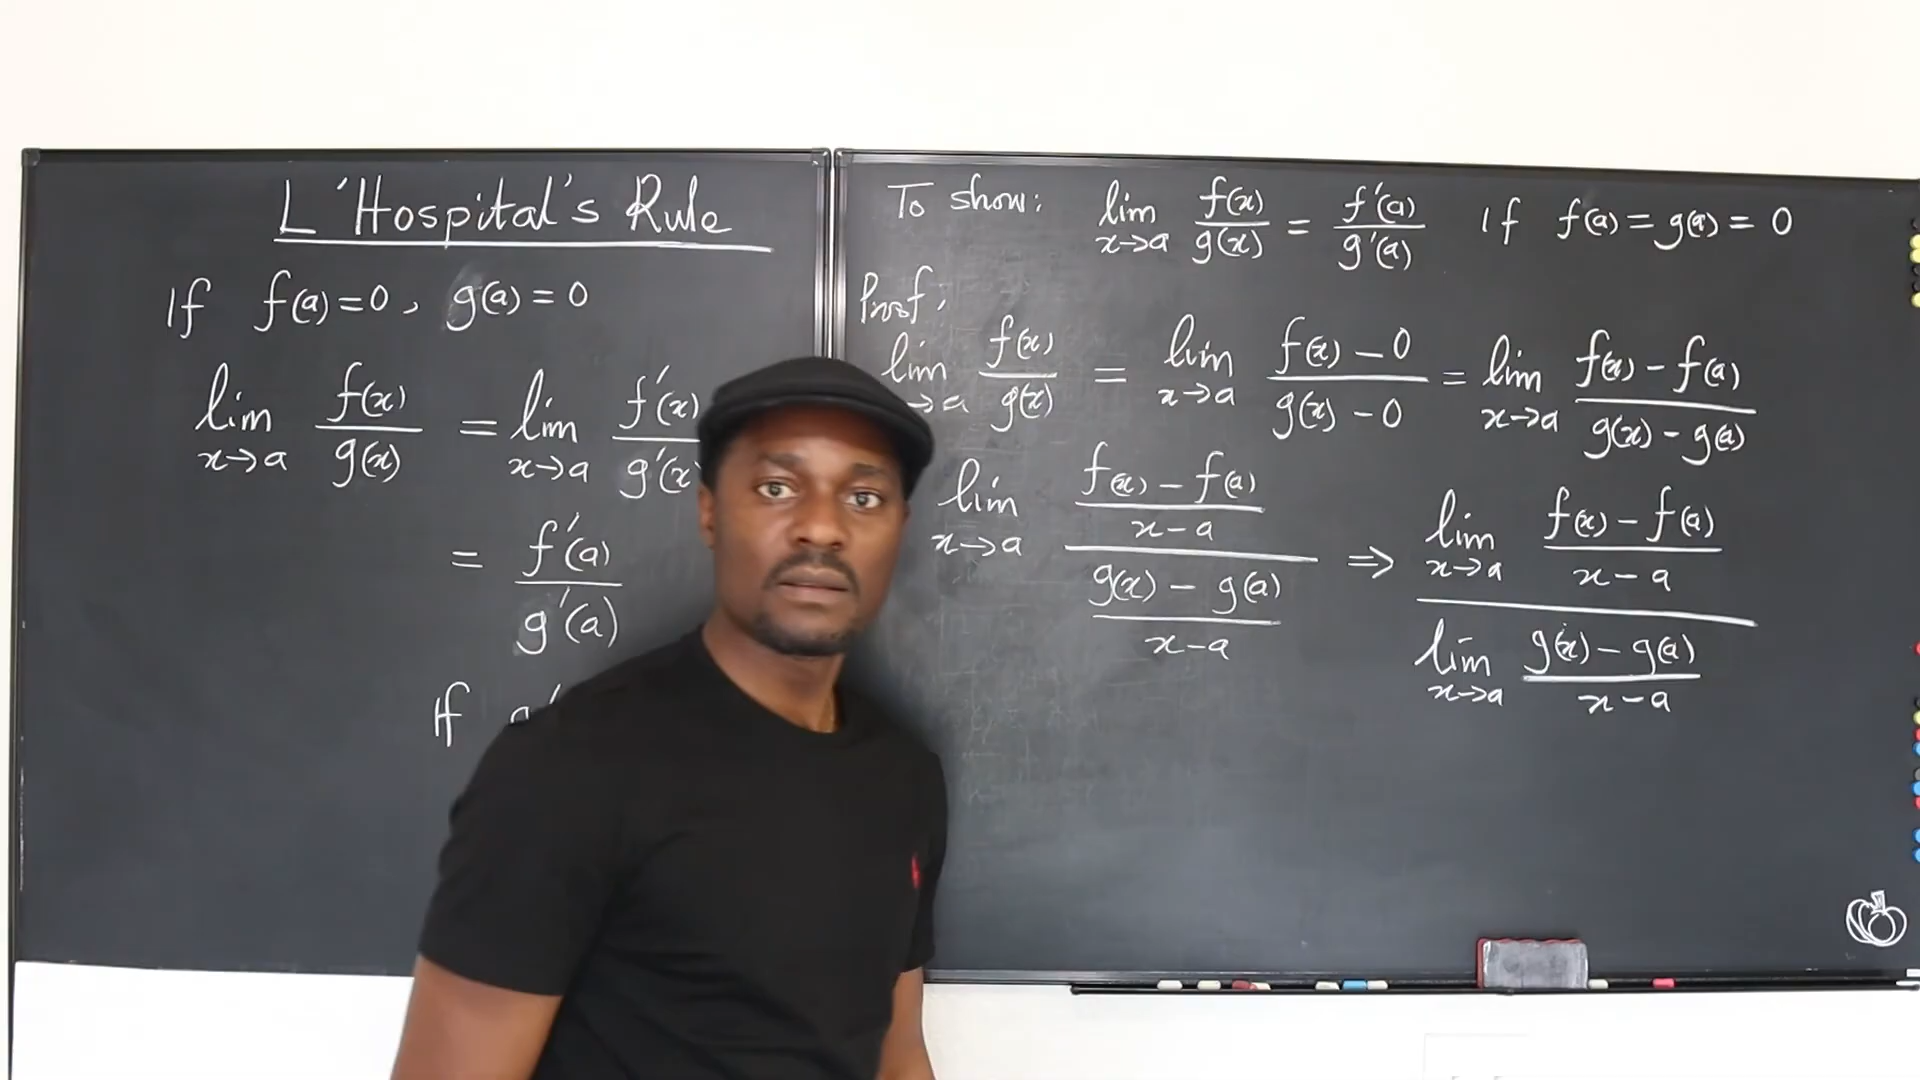 L'Hospital's Rule
If f(a) = 0, g(a) = 0
lim x→a f(x)/g(x) = lim x→a f'(x)/g'(x)
= f'(a)/g'(a)
If
To show: lim x→a f(x)/g(x) = f'(a)/g'(a) If f(a) = g(a) = 0
Proof:
lim x→a f(x)/g(x) = lim x→a (f(x) - 0)/(g(x) - 0) = lim x→a (f(x) - f(a))/(g(x) - g(a))
lim x→a ((f(x) - f(a))/(x - a))/((g(x) - g(a))/(x - a)) ⇒ (lim x→a (f(x) - f(a))/(x - a))/(lim x→a (g(x) - g(a))/(x - a))